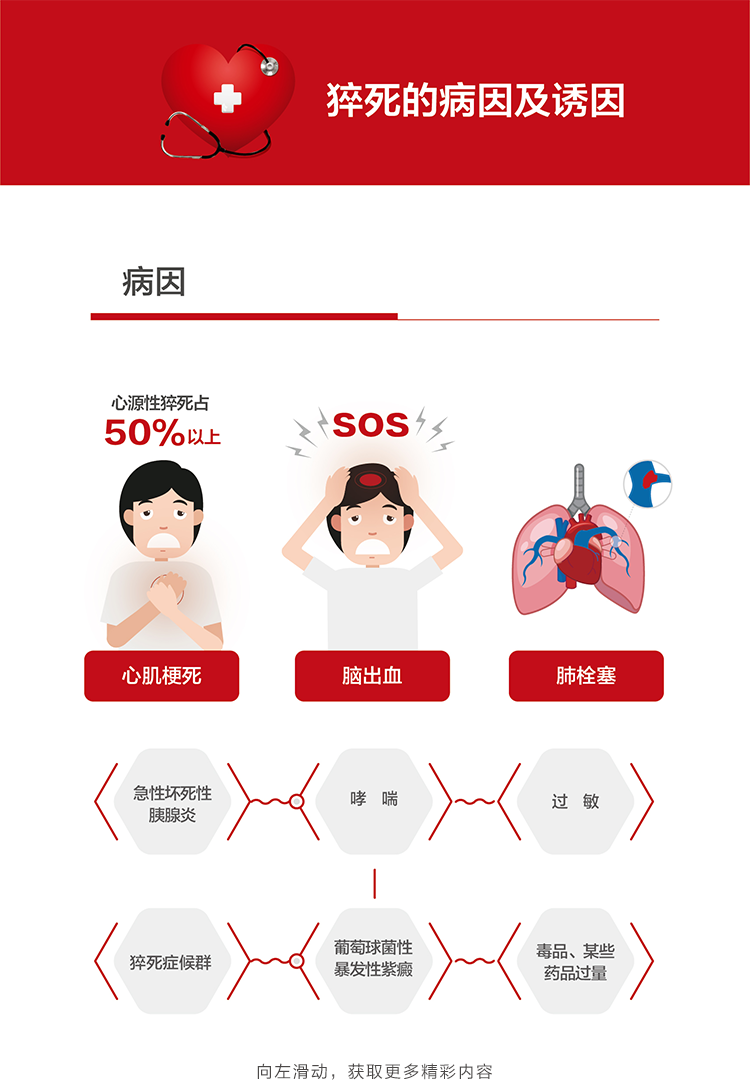 猝死的病因及诱因
病因
心源性猝死占
50%以上
SOS
心肌梗死
脑出血
肺栓塞
急性坏死性
胰腺炎
哮 喘
过 敏
猝死症候群
葡萄球菌性
暴发性紫癜
毒品、某些
药品过量
向左滑动，获取更多精彩内容